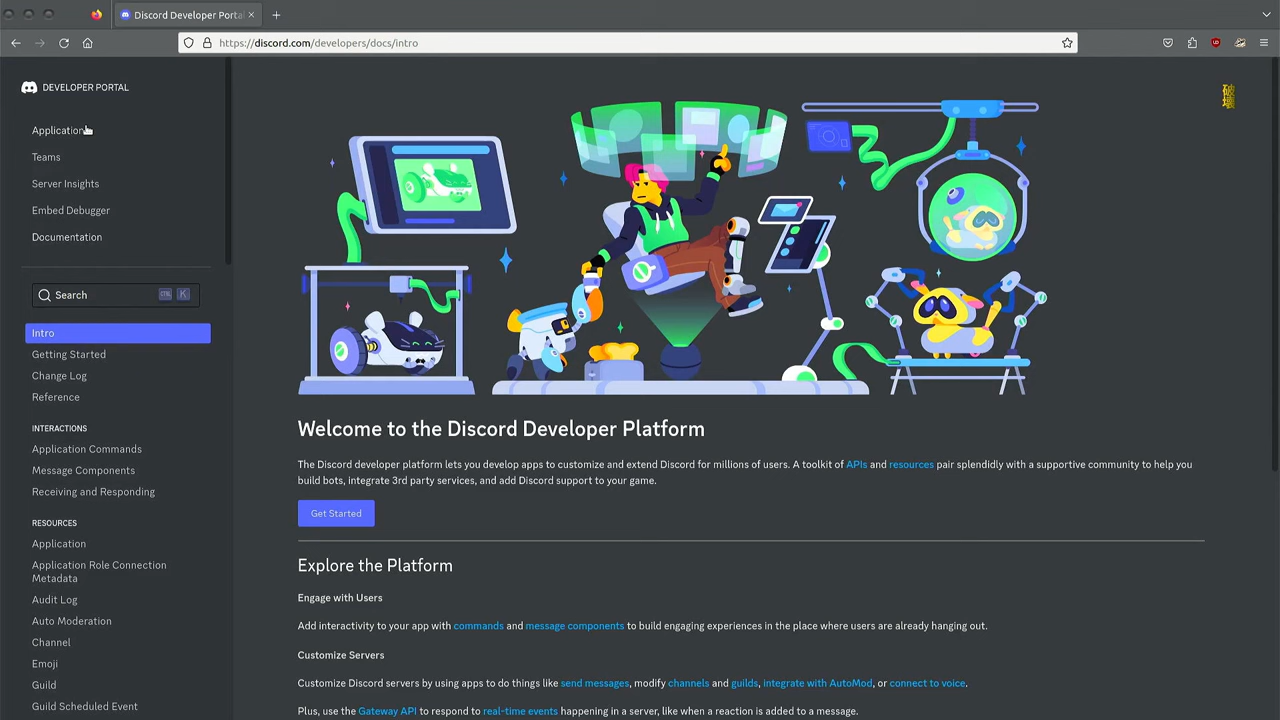 Discord Developer Porta
https://discord.com/developers/docs/intro
DEVELOPER PORTAL
Application
Teams
Server Insights
Embed Debugger
Documentation
Search CTRL K
Intro
Getting Started
Change Log
Reference
INTERACTIONS
Application Commands
Message Components
Receiving and Responding
RESOURCES
Application
Application Role Connection
Metadata
Audit Log
Auto Moderation
Channel
Emoji
Guild
Guild Scheduled Event
破
壊
Welcome to the Discord Developer Platform
The Discord developer platform lets you develop apps to customize and extend Discord for millions of users. A toolkit of APIs and resources pair splendidly with a supportive community to help you
build bots, integrate 3rd party services, and add Discord support to your game.
Get Started
Explore the Platform
Engage with Users
Add interactivity to your app with commands and message components to build engaging experiences in the place where users are already hanging out.
Customize Servers
Customize Discord servers by using apps to do things like send messages, modify channels and guilds, integrate with AutoMod, or connect to voice.
Plus, use the Gateway API to respond to real-time events happening in a server, like when a reaction is added to a message.